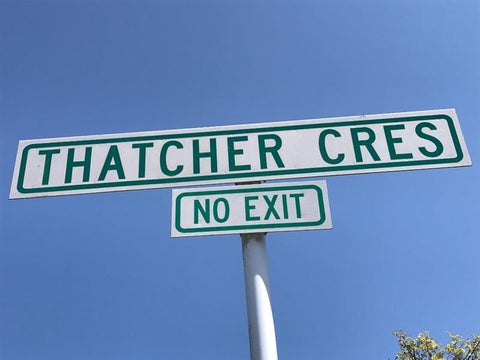 THATCHER CRES
NO EXIT